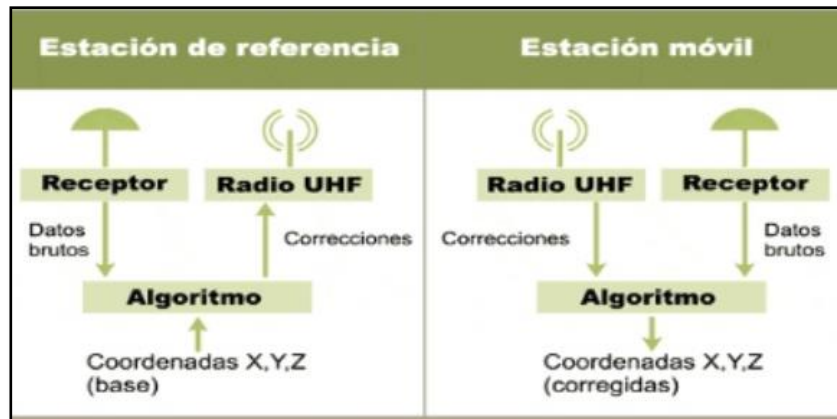 Estación de referencia
Receptor
Radio UHF
Datos
brutos
Correcciones
Algoritmo
Coordenadas X,Y,Z
(base)
Estación móvil
Radio UHF
Receptor
Correcciones
Datos
brutos
Algoritmo
Coordenadas X,Y,Z
(corregidas)